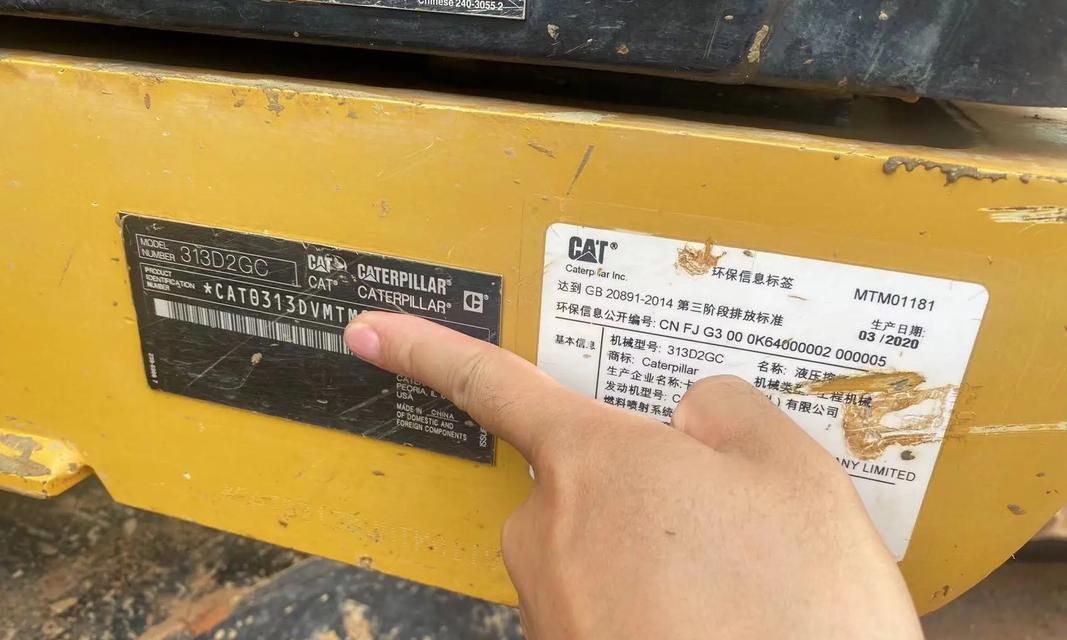 Chinese 240-3055 2
MODEL NUMBER 313D2GC
CAT CATERPILLAR®
CAT® CATERPILLAR®
PRODUCT IDENTIFICATION NUMBER
*CAT0313DVMTM
PEORIA, IL
USA
MADE IN CHINA
OF DOMESTIC AND
FOREIGN COMPONENTS
CAT®
Caterpillar Inc.
环保信息标签
MTM01181
达到 GB 20891-2014 第三阶段排放标准
生产日期:
03 /2020
环保信息公开编号: CN FJ G3 00 0K64000002 000005
基本信息
机械型号: 313D2GC
名称: 液压
商标: Caterpillar
机械类 工程机械
生产企业名称:
) 有限公司
发动机型号: C
燃料喷射系统
ANY LIMITED